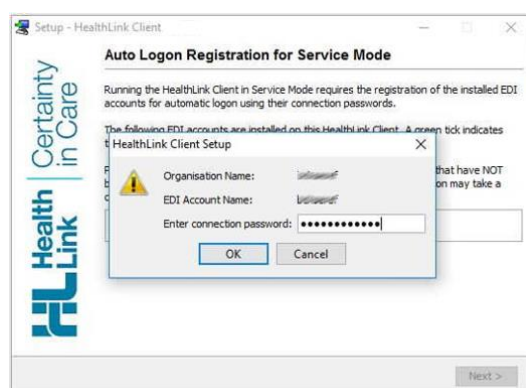 Setup - HealthLink Client
Certainty
in Care
Health
Link
Auto Logon Registration for Service Mode
Running the HealthLink Client in Service Mode requires the registration of the installed EDI
accounts for automatic logon using their connection passwords.
The following EDI accounts are installed on this HealthLink Client. A green tick indicates
that have NOT
on may take a
HealthLink Client Setup
Organisation Name:
EDI Account Name:
Enter connection password: ••••••••••••
OK
Cancel
Next >